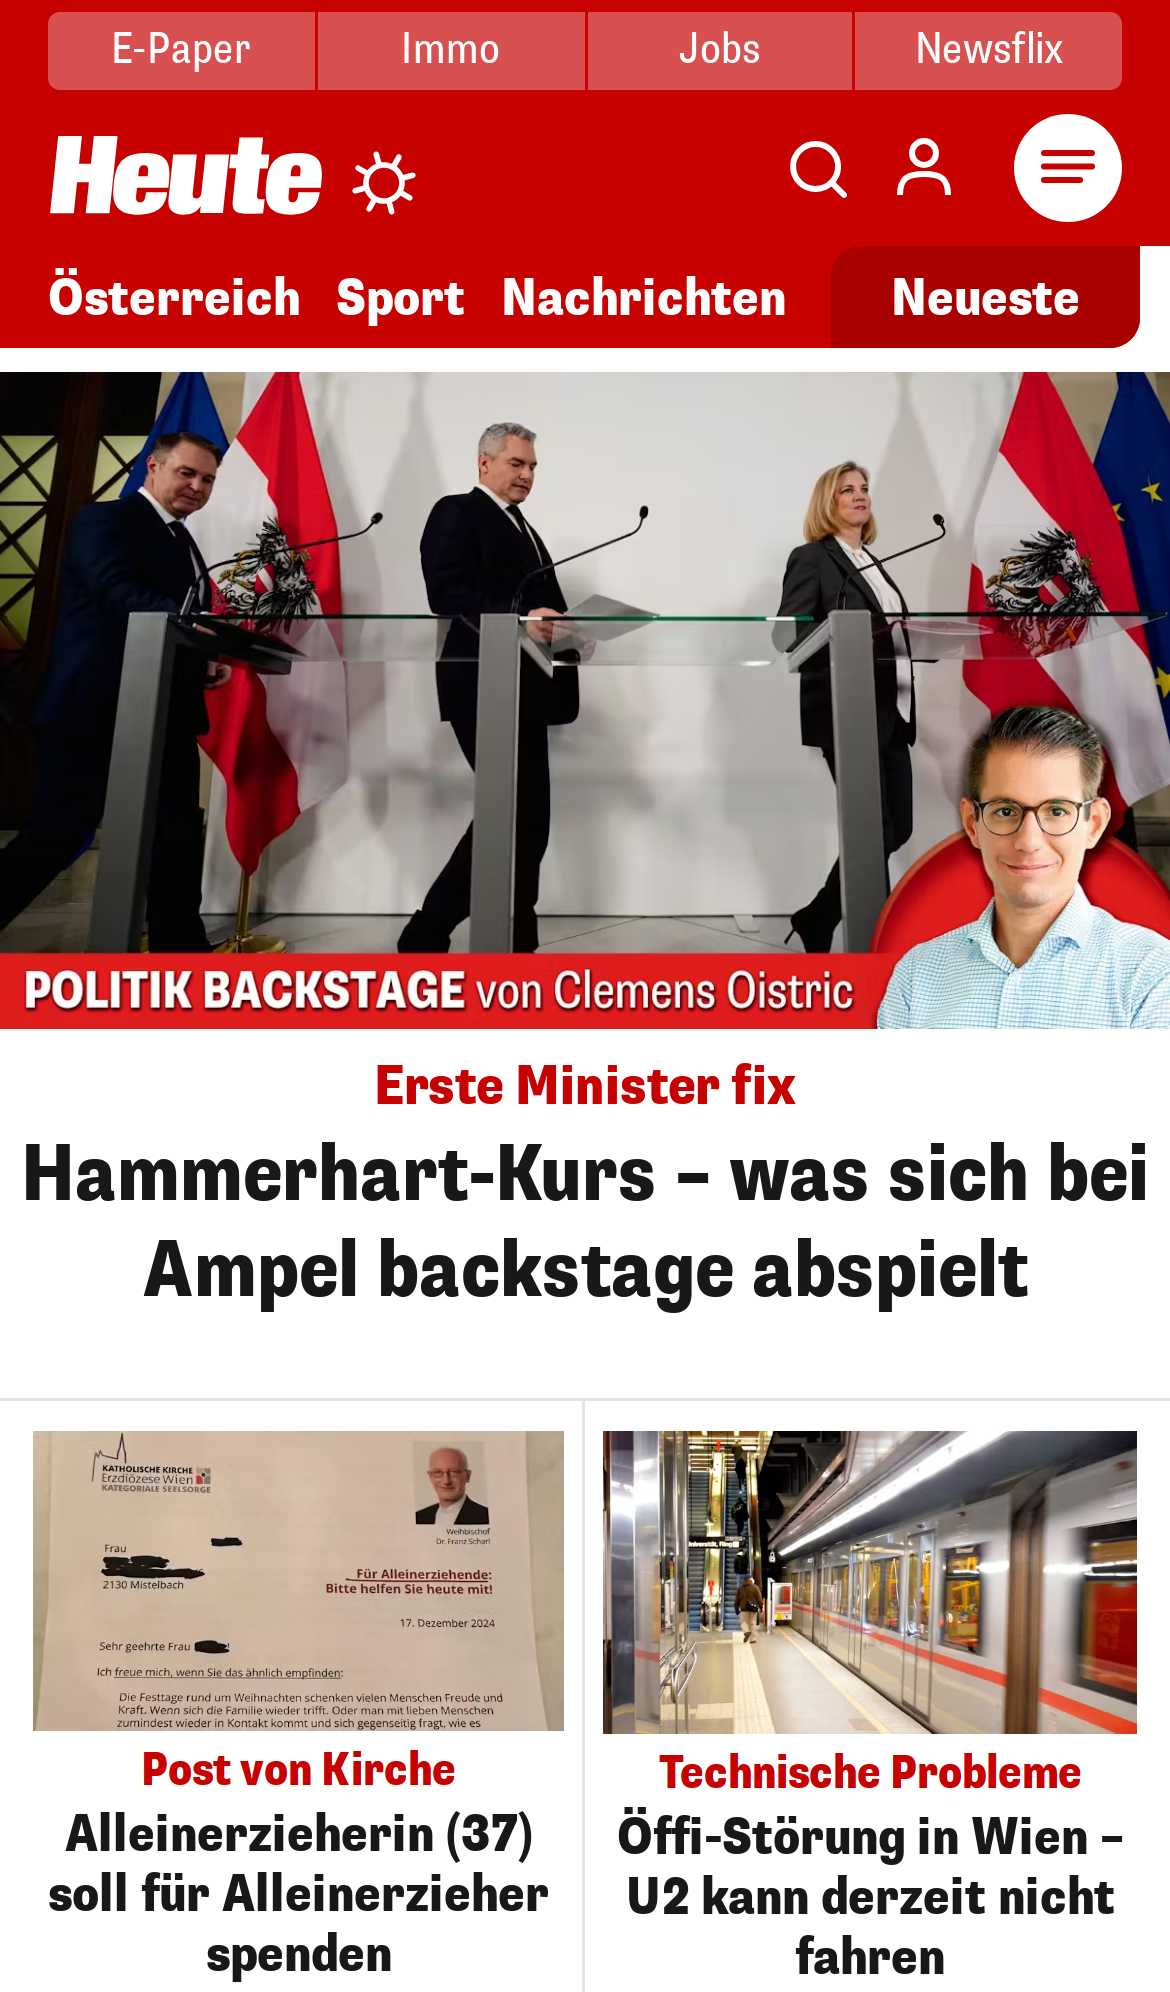 E-Paper
Immo
Jobs
Newsflix
Heute
Österreich
Sport
Nachrichten
Neueste
POLITIK BACKSTAGE von Clemens Oistric
Erste Minister fix
Hammerhart-Kurs – was sich bei
Ampel backstage abspielt
KATHOLISCHE KIRCHE
Erzdiözese Wien
KATEGORIALE SEELSORGE
Weihbischof
Dr. Franz Scharl
Frau
2130 Mistelbach
Für Alleinerziehende:
Bitte helfen Sie heute mit!
17. Dezember 2024
Sehr geehrte Frau !
Ich freue mich, wenn Sie das ähnlich empfinden:
Die Festtage rund um Weihnachten schenken vielen Menschen Freude und
Kraft. Wenn sich die Familie wieder trifft. Oder man mit lieben Menschen
zumindest wieder in Kontakt kommt und sich gegenseitig fragt, wie es
Post von Kirche
Alleinerzieherin (37)
soll für Alleinerzieher
spenden
Universität, Ring
Technische Probleme
Öffi-Störung in Wien –
U2 kann derzeit nicht
fahren